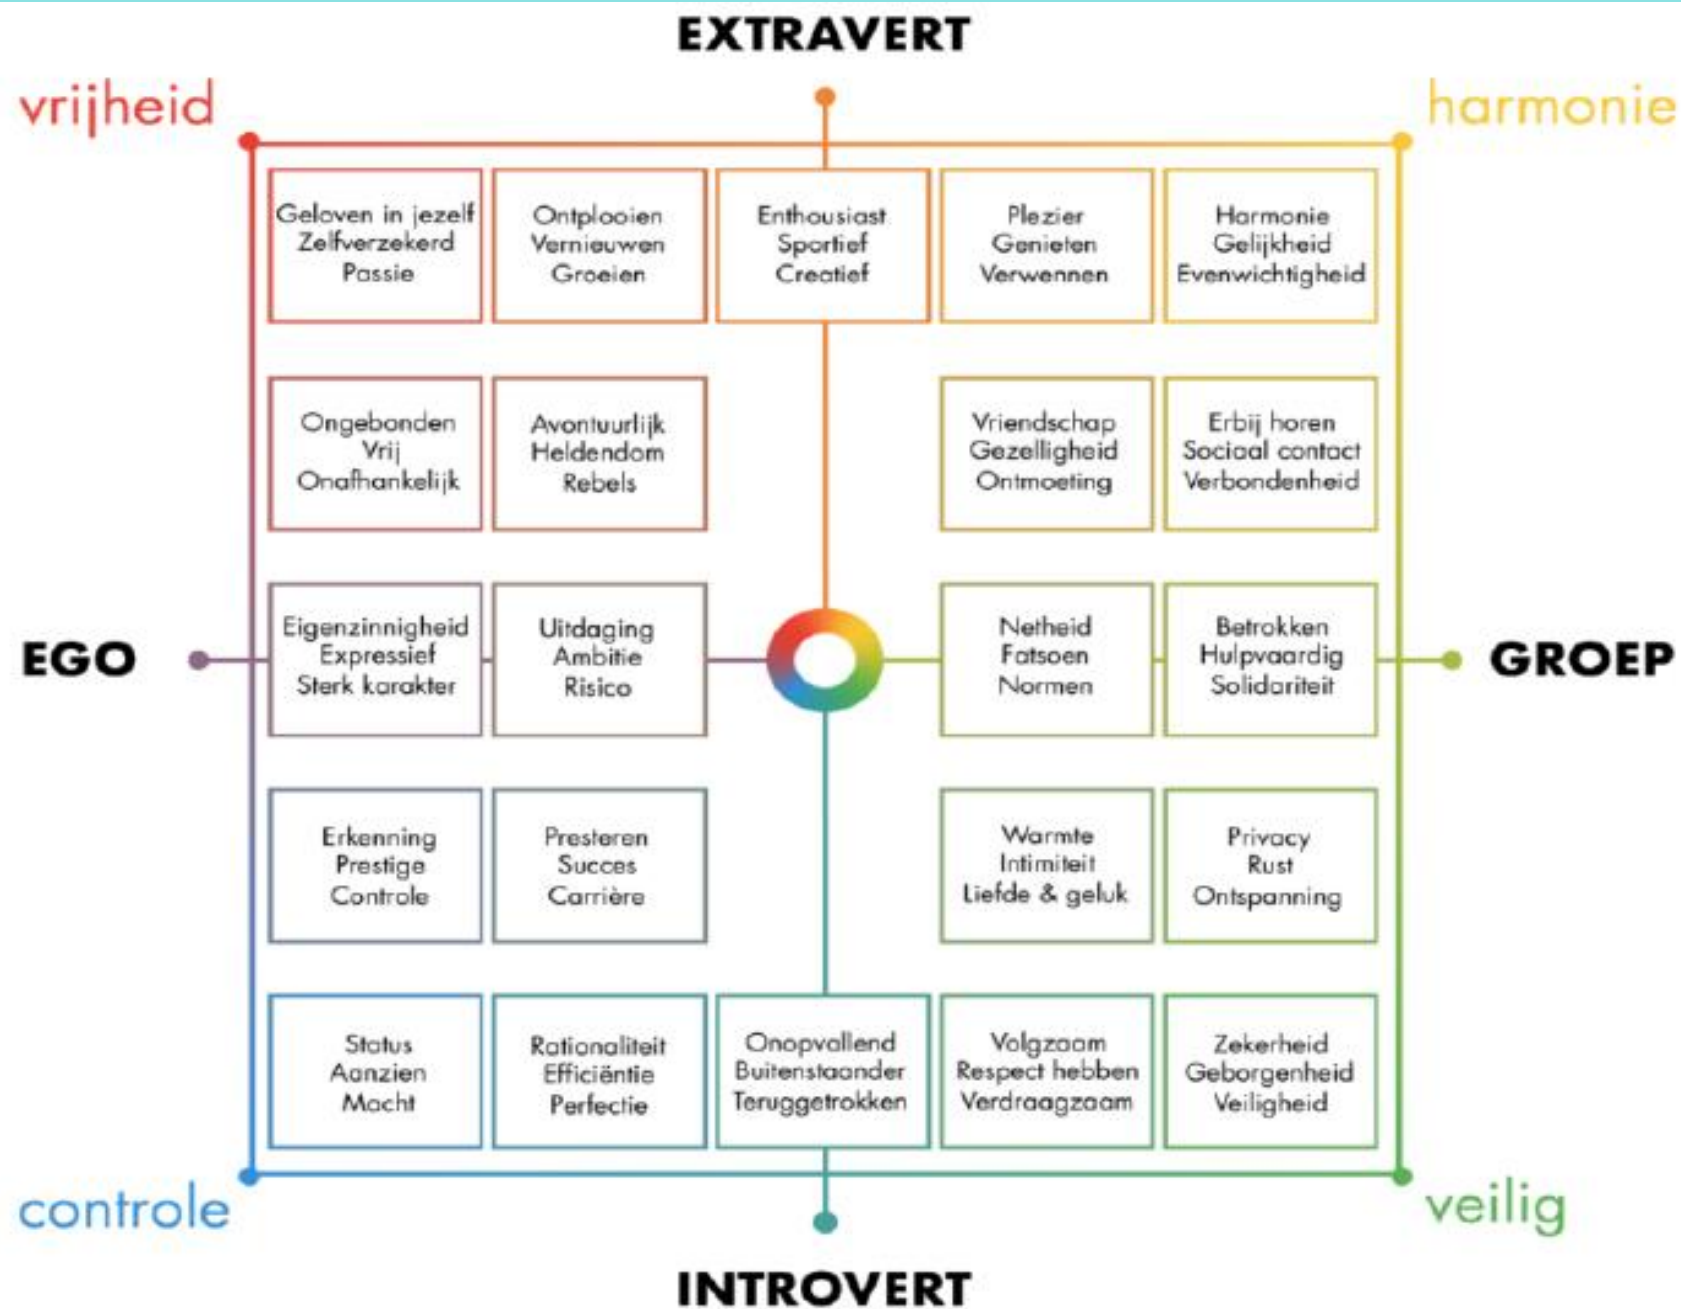 EXTRAVERT
vrijheid
harmonie
Geloven in jezelf
Zelfverzekerd
Passie
Ontplooien
Vernieuwen
Groeien
Enthousiast
Sportief
Creatief
Plezier
Genieten
Verwennen
Harmonie
Gelijkheid
Evenwichtigheid
Ongebonden
Vrij
Onafhankelijk
Avontuurlijk
Heldendom
Rebels
Vriendschap
Gezelligheid
Ontmoeting
Erbij horen
Sociaal contact
Verbondenheid
EGO
Eigenzinnigheid
Expressief
Sterk karakter
Uitdaging
Ambitie
Risico
Netheid
Fatsoen
Normen
Betrokken
Hulpvaardig
Solidariteit
GROEP
Erkenning
Prestige
Controle
Presteren
Succes
Carrière
Warmte
Intimiteit
Liefde & geluk
Privacy
Rust
Ontspanning
Status
Aanzien
Macht
Rationaliteit
Efficiëntie
Perfectie
Onopvallend
Buitenstaander
Teruggetrokken
Volgzaam
Respect hebben
Verdraagzaam
Zekerheid
Geborgenheid
Veiligheid
controle
veilig
INTROVERT